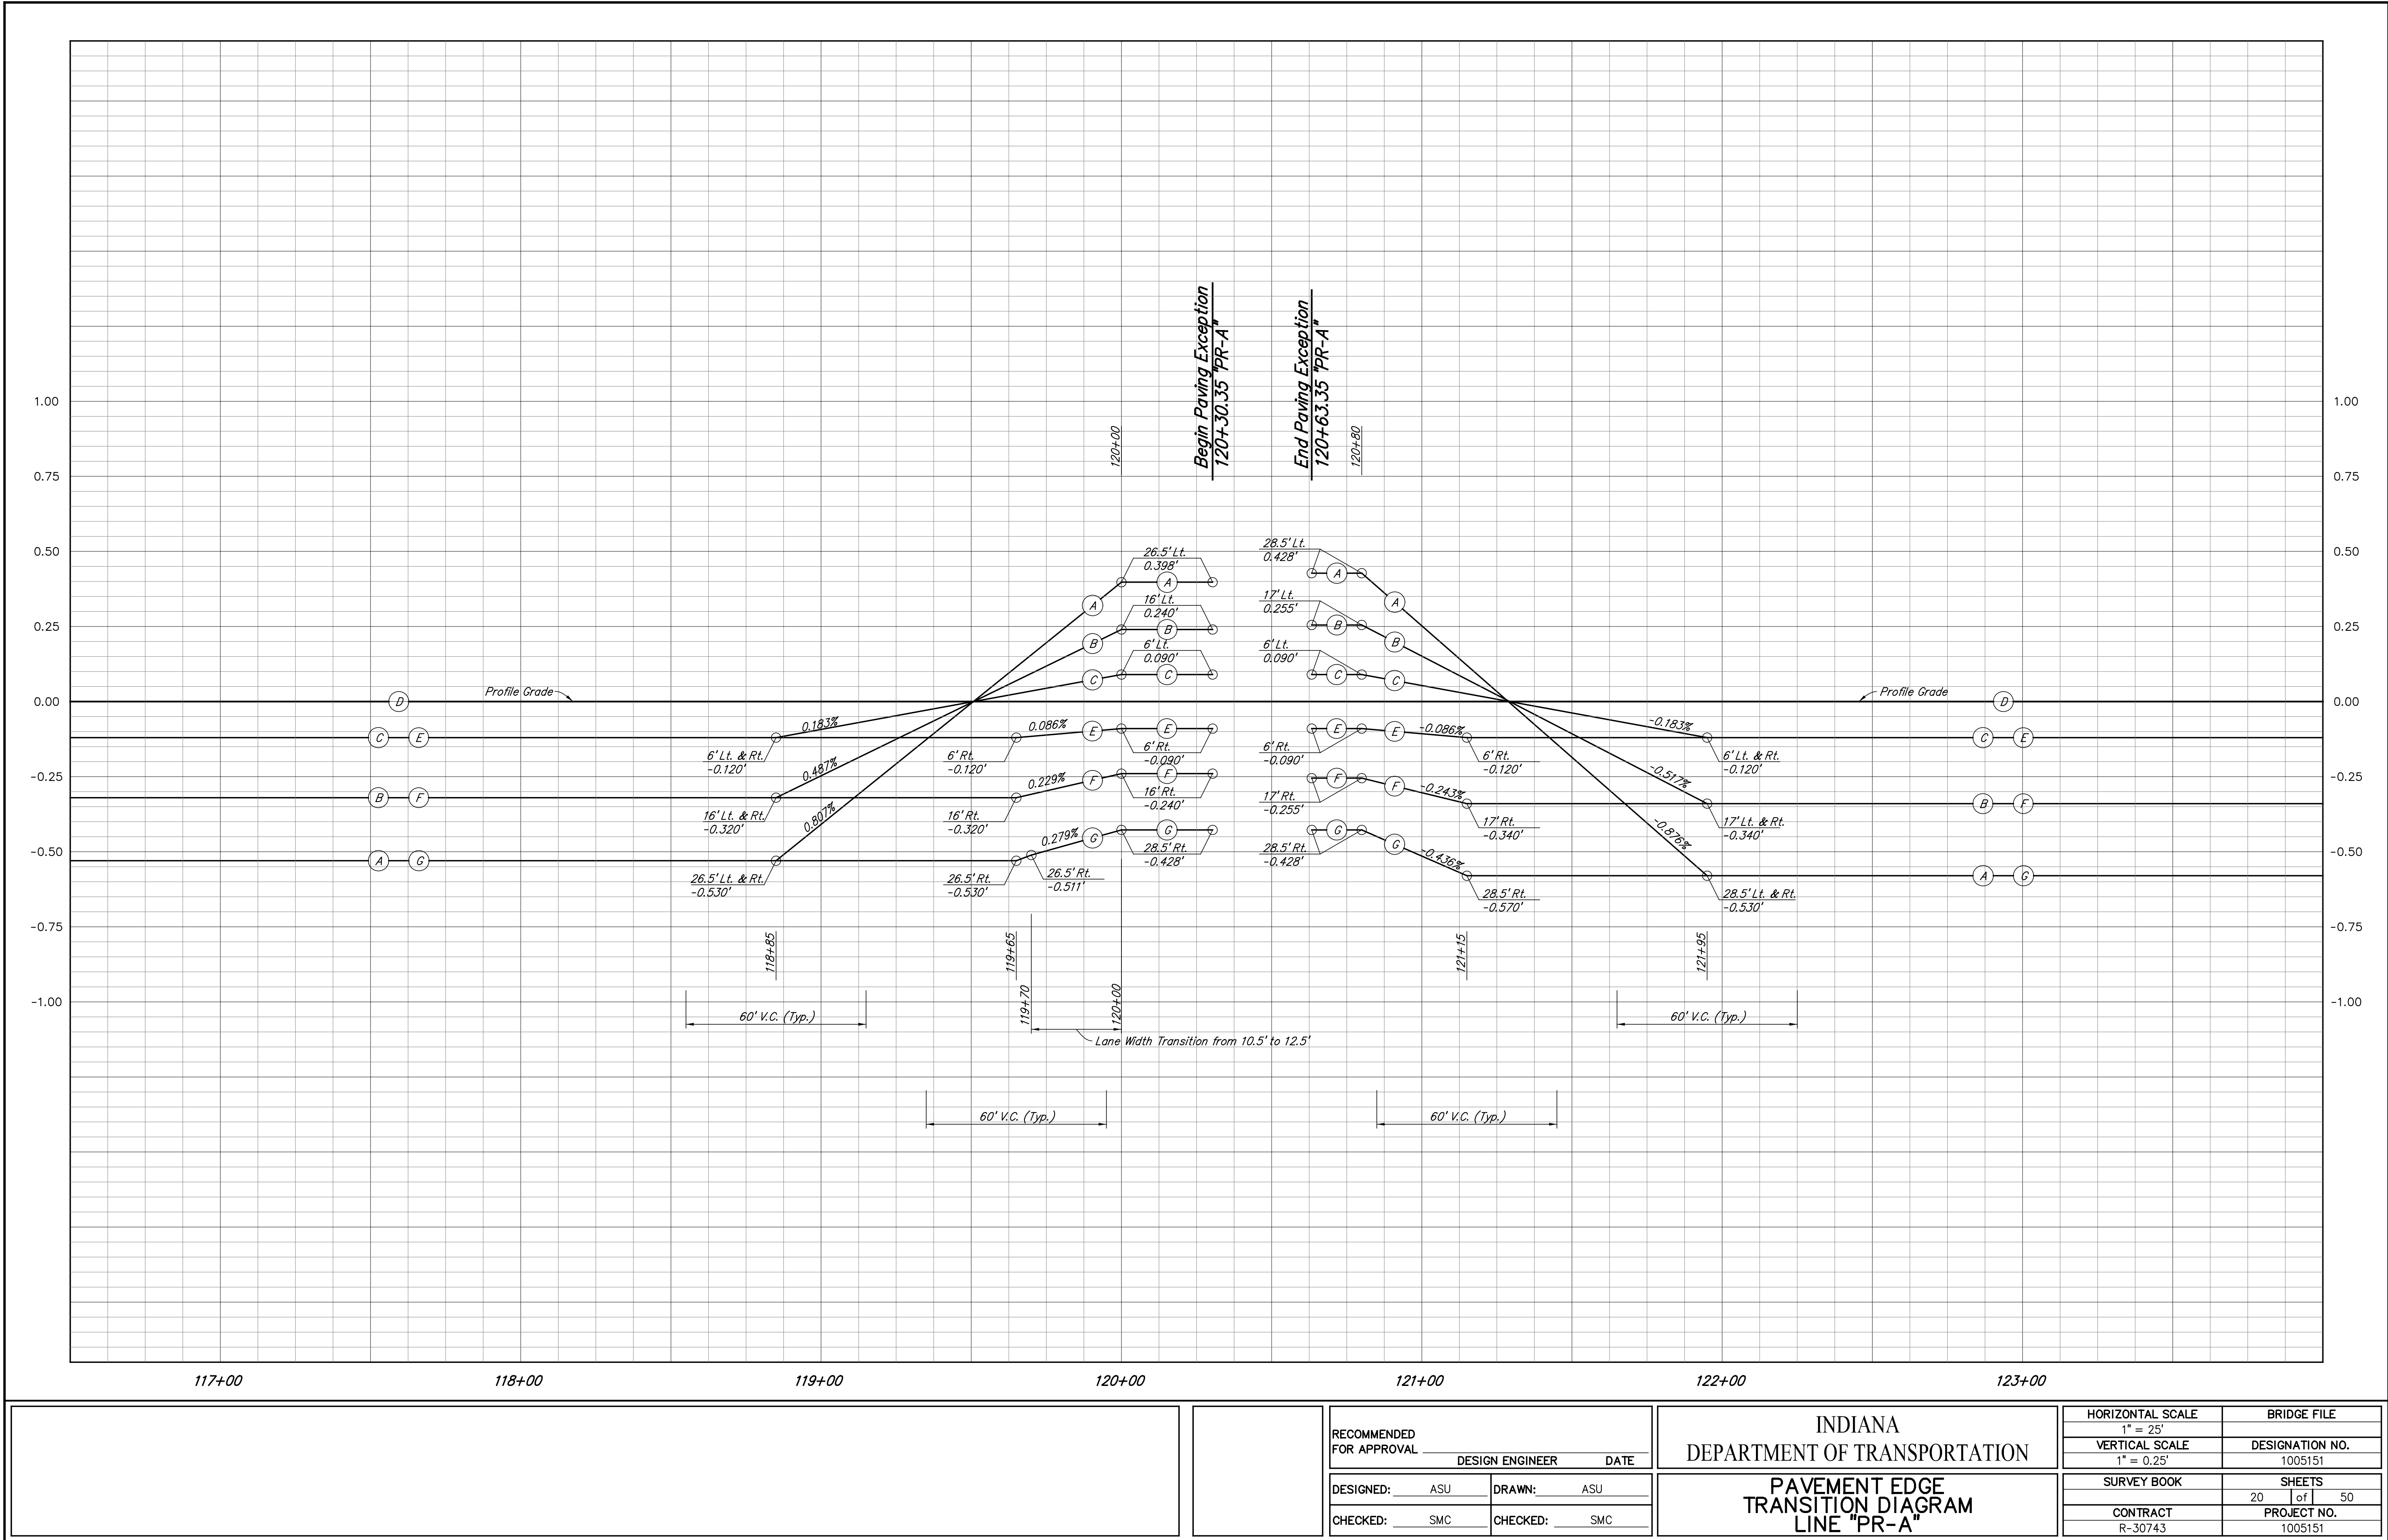 Begin Paving Exception
120+30.35 "PR-A"
End Paving Exception
120+63.35 "PR-A"
120+00
120+80
1.00
1.00
0.75
0.75
0.50
0.50
0.25
0.25
0.00
0.00
-0.25
-0.25
-0.50
-0.50
-0.75
-0.75
-1.00
-1.00
26.5' Lt.
0.398'
A
A
16' Lt.
0.240'
B
B
6' Lt.
0.090'
C
C
28.5' Lt.
0.428'
A
A
17' Lt.
0.255'
B
B
6' Lt.
0.090'
C
C
Profile Grade
D
Profile Grade
D
C
E
0.183%
6' Lt. & Rt.
-0.120'
6' Rt.
-0.120'
0.086%
E
E
6' Rt.
-0.090'
E
E
6' Rt.
-0.090'
-0.086%
6' Rt.
-0.120'
-0.183%
6' Lt. & Rt.
-0.120'
C
E
B
F
0.487%
16' Lt. & Rt.
-0.320'
16' Rt.
-0.320'
0.229%
F
F
16' Rt.
-0.240'
F
F
17' Rt.
-0.255'
-0.243%
17' Rt.
-0.340'
-0.517%
17' Lt. & Rt.
-0.340'
B
F
A
G
0.807%
26.5' Lt. & Rt.
-0.530'
26.5' Rt.
-0.530'
26.5' Rt.
-0.511'
0.279%
G
G
28.5' Rt.
-0.428'
G
G
28.5' Rt.
-0.428'
-0.436%
28.5' Rt.
-0.570'
-0.876%
28.5' Lt. & Rt.
-0.530'
A
G
118+85
119+65
121+15
121+95
119+70
120+00
60' V.C. (Typ.)
60' V.C. (Typ.)
Lane Width Transition from 10.5' to 12.5'
60' V.C. (Typ.)
60' V.C. (Typ.)
117+00
118+00
119+00
120+00
121+00
122+00
123+00
RECOMMENDED
FOR APPROVAL
DESIGN ENGINEER
DATE
DESIGNED: ASU
DRAWN: ASU
CHECKED: SMC
CHECKED: SMC
INDIANA
DEPARTMENT OF TRANSPORTATION
PAVEMENT EDGE
TRANSITION DIAGRAM
LINE "PR-A"
HORIZONTAL SCALE
1" = 25'
BRIDGE FILE
VERTICAL SCALE
1" = 0.25'
DESIGNATION NO.
1005151
SURVEY BOOK
SHEETS
20 of 50
CONTRACT
R-30743
PROJECT NO.
1005151